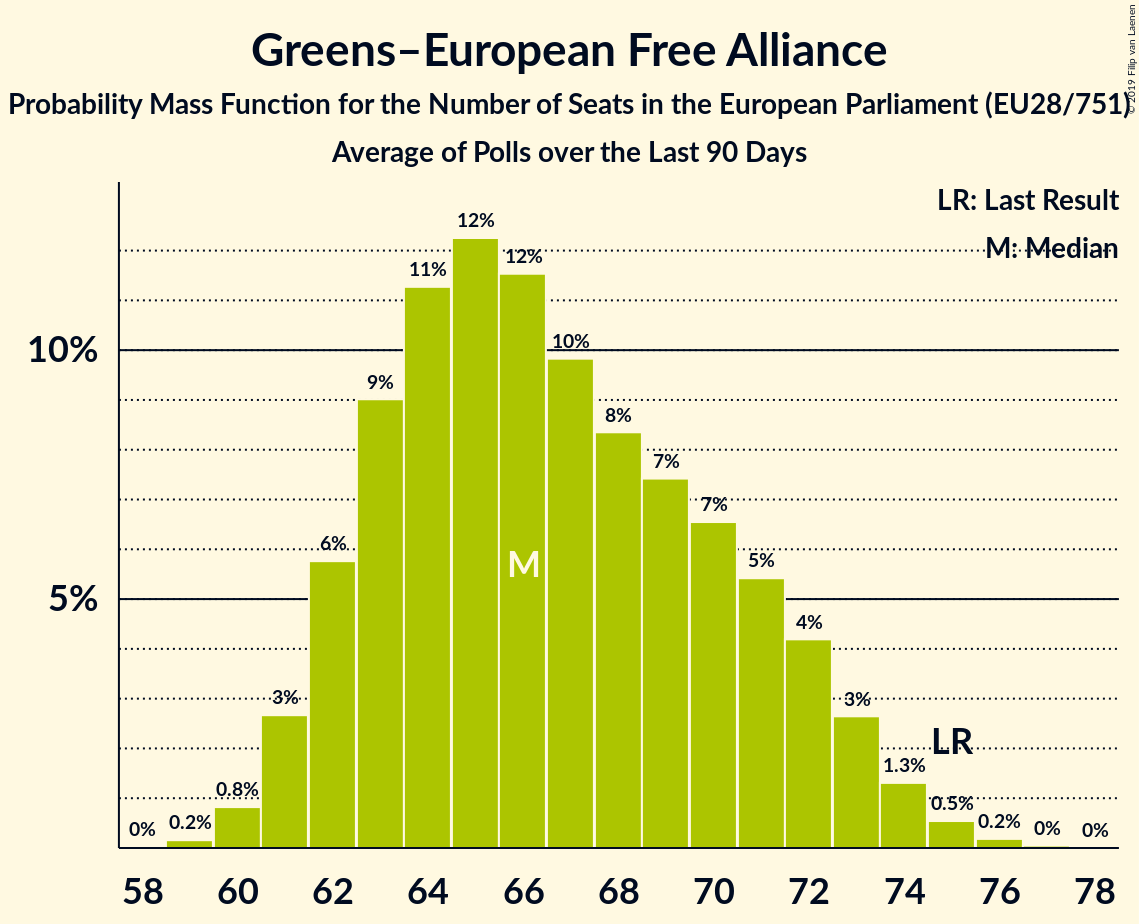 Greens–European Free Alliance
Probability Mass Function for the Number of Seats in the European Parliament (EU28/751)
Average of Polls over the Last 90 Days
© 2019 Filip van Laenen
LR: Last Result
M: Median
10%
5%
0%
0.2%
0.8%
3%
6%
9%
11%
12%
12%
10%
8%
7%
7%
5%
4%
3%
1.3%
0.5%
0.2%
0%
0%
M
LR
58 60 62 64 66 68 70 72 74 76 78